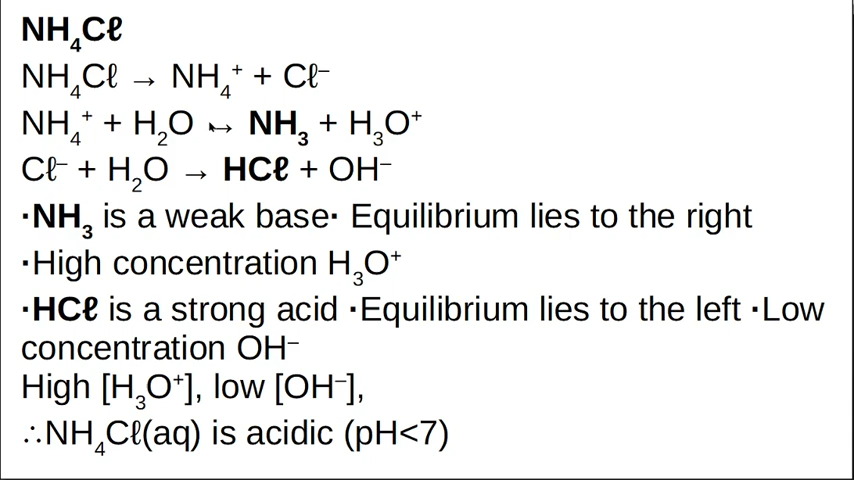 NH₄Cℓ
NH₄Cℓ → NH₄⁺ + Cℓ⁻
NH₄⁺ + H₂O ↔ NH₃ + H₃O⁺
Cℓ⁻ + H₂O → HCℓ + OH⁻
·NH₃ is a weak base· Equilibrium lies to the right
·High concentration H₃O⁺
·HCℓ is a strong acid ·Equilibrium lies to the left ·Low
concentration OH⁻
High [H₃O⁺], low [OH⁻],
∴NH₄Cℓ(aq) is acidic (pH<7)